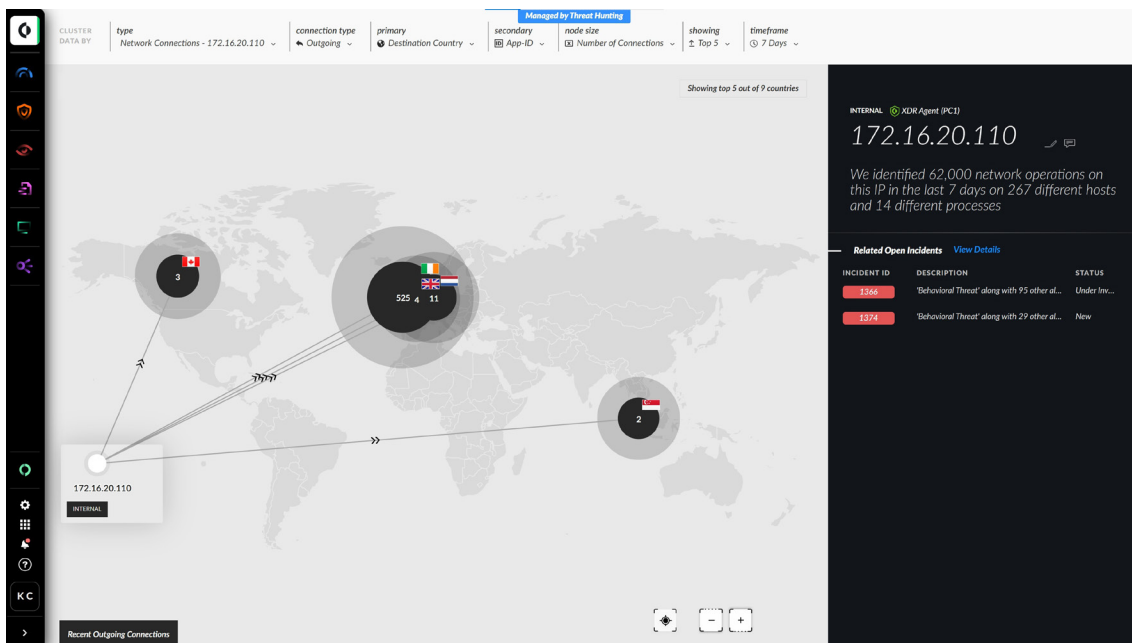 Managed by Threat Hunting
CLUSTER DATA BY
type
Network Connections - 172.16.20.110
connection type
Outgoing
primary
Destination Country
secondary
App-ID
node size
Number of Connections
showing
Top 5
timeframe
7 Days
Showing top 5 out of 9 countries
3
525
4
11
2
172.16.20.110
INTERNAL
Recent Outgoing Connections
KC
INTERNAL XDR Agent (PC1)
172.16.20.110
We identified 62,000 network operations on
this IP in the last 7 days on 267 different hosts
and 14 different processes
Related Open Incidents View Details
INCIDENT ID DESCRIPTION STATUS
1366 'Behavioral Threat' along with 95 other al... Under Inv...
1374 'Behavioral Threat' along with 29 other al... New